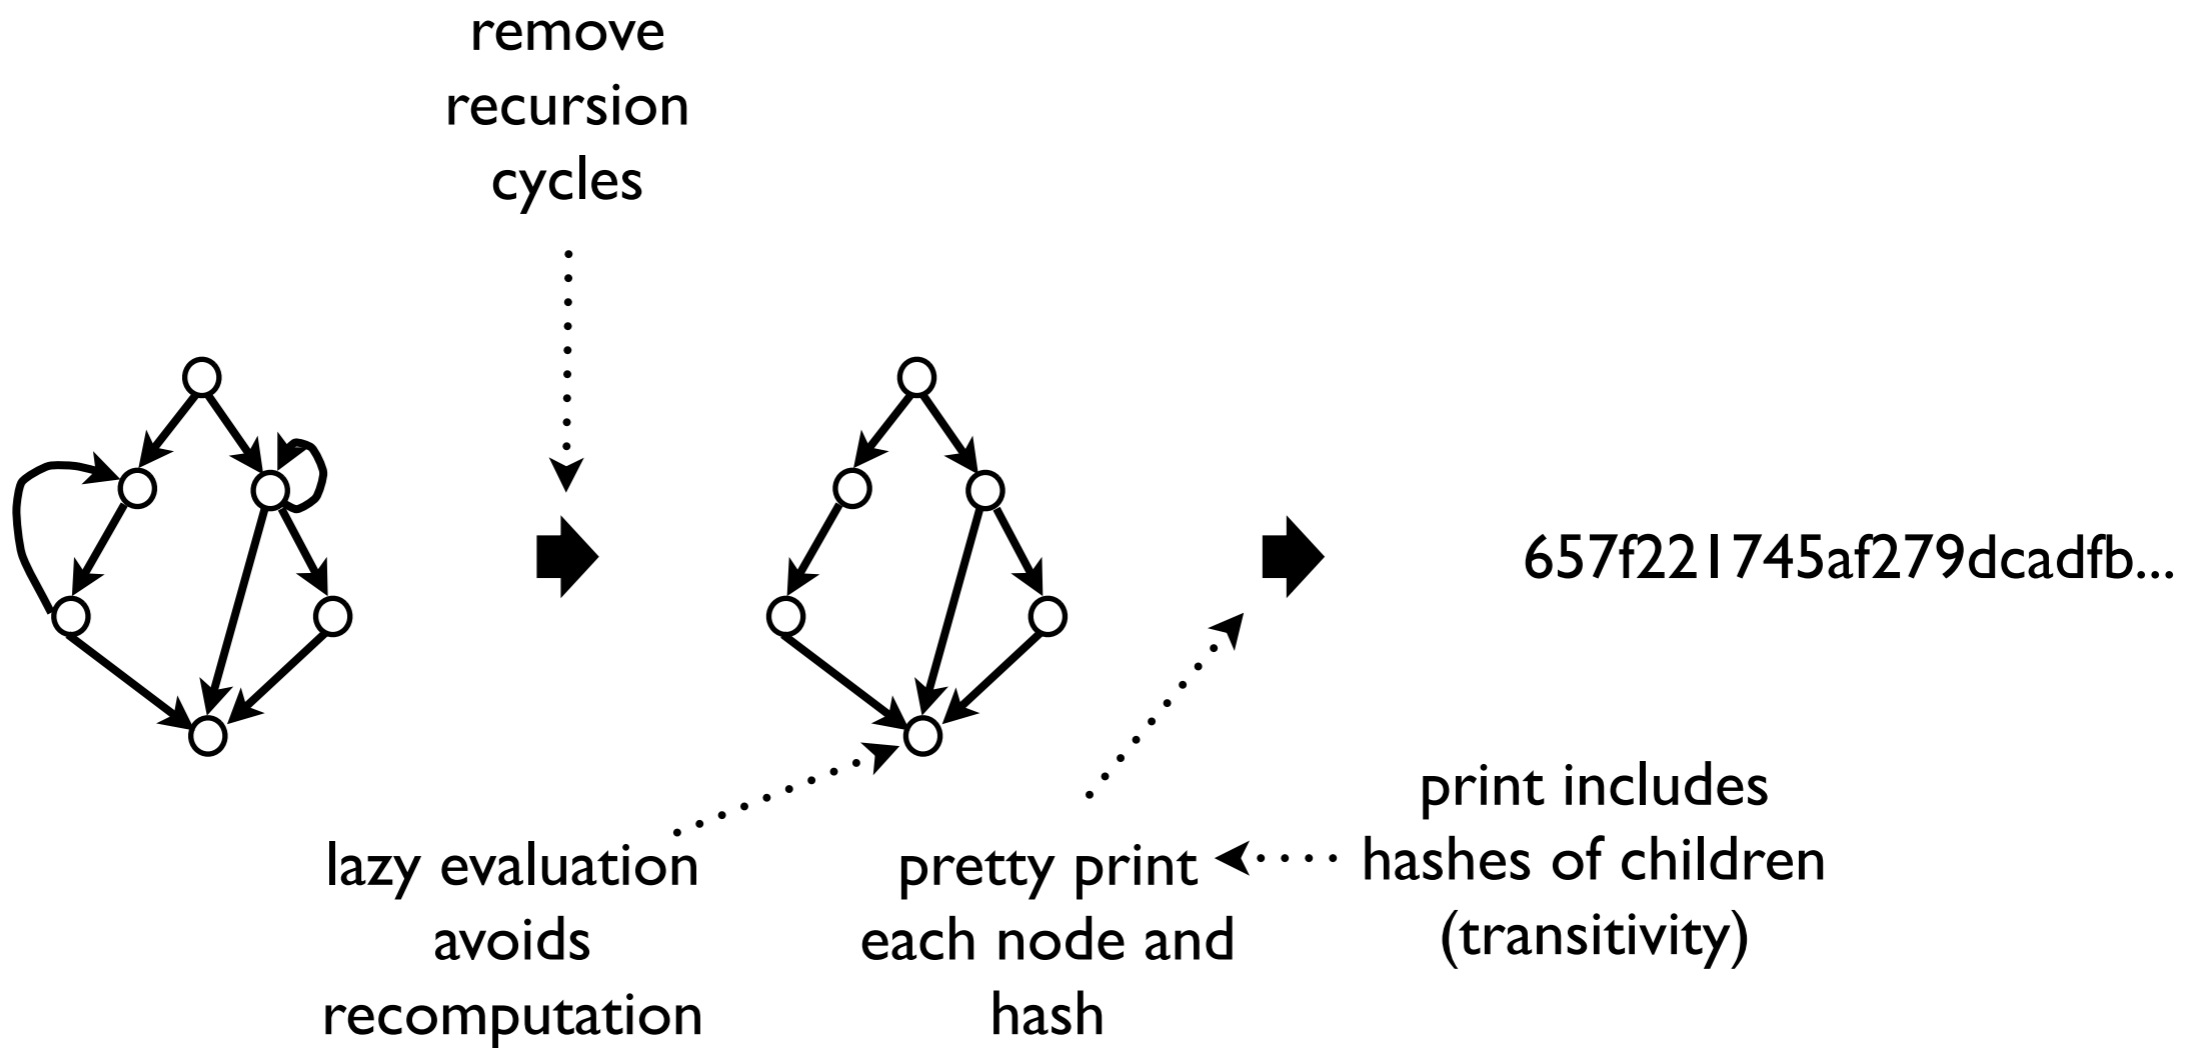 remove
recursion
cycles
657f221745af279dcadfb...
lazy evaluation
avoids
recomputation
pretty print
each node and
hash
print includes
hashes of children
(transitivity)